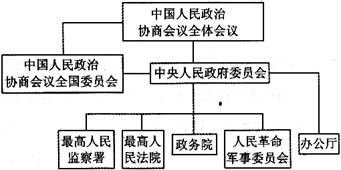 中国人民政治
协商会议全体会议
中国人民政治
协商会议全国委员会
中央人民政府委员会
最高人民
监察署
最高人
民法院
政务院
人民革命
军事委员会
办公厅